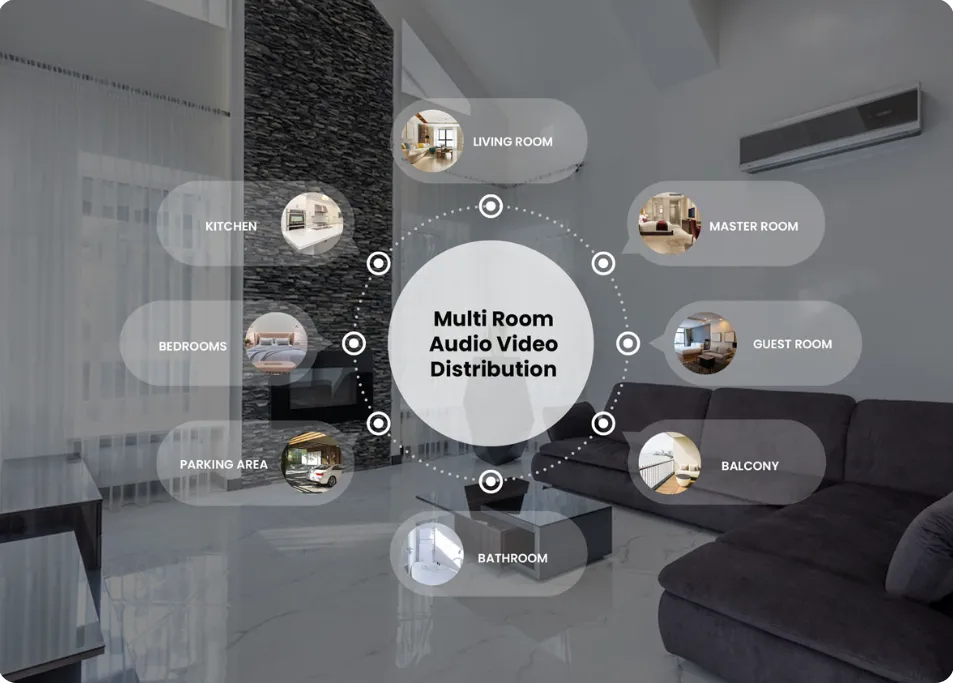 LIVING ROOM
KITCHEN
MASTER ROOM
Multi Room
Audio Video
Distribution
BEDROOMS
GUEST ROOM
PARKING AREA
BALCONY
BATHROOM